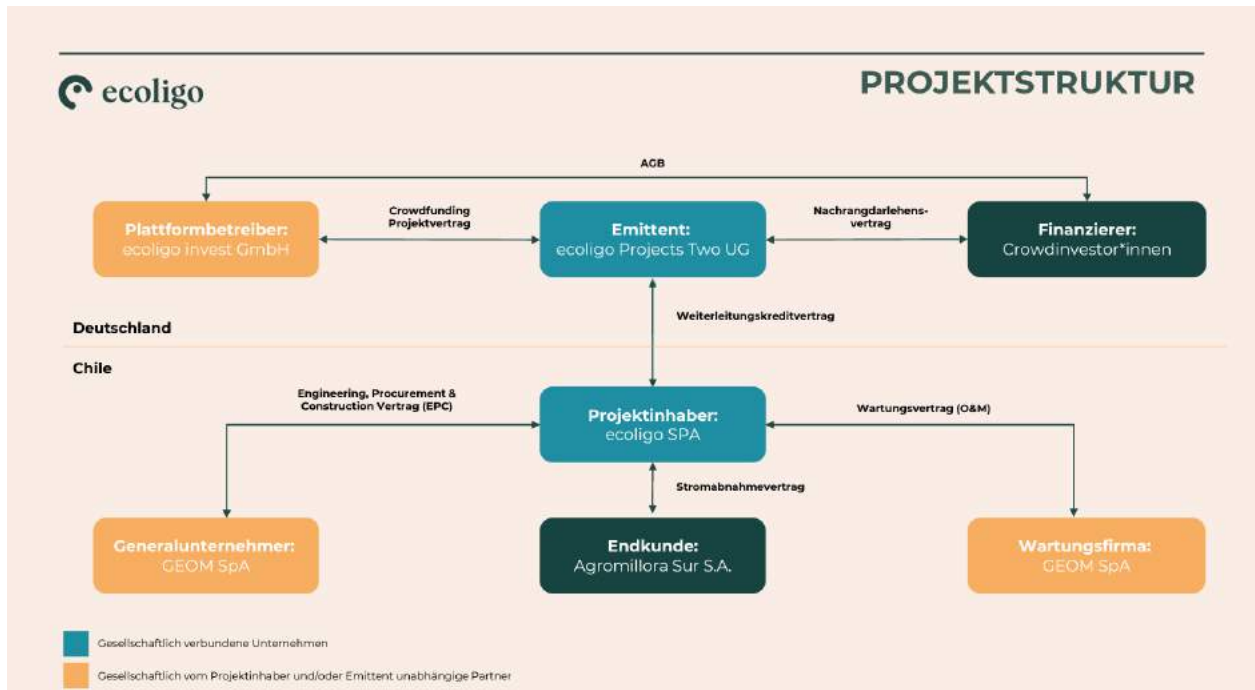 ecoligo
PROJEKTSTRUKTUR
AGB
Plattformbetreiber:
ecoligo invest GmbH
Crowdfunding
Projektvertrag
Emittent:
ecoligo Projects Two UG
Nachrangdarlehens-
vertrag
Finanzierer:
Crowdinvestor*innen
Weiterleitungskreditvertrag
Deutschland
Chile
Engineering, Procurement &
Construction Vertrag (EPC)
Projektinhaber:
ecoligo SPA
Wartungsvertrag (O&M)
Stromabnahmevertrag
Generalunternehmer:
GEOM SpA
Endkunde:
Agromillora Sur S.A.
Wartungsfirma:
GEOM SpA
Gesellschaftlich verbundene Unternehmen
Gesellschaftlich vom Projektinhaber und/oder Emittent unabhängige Partner